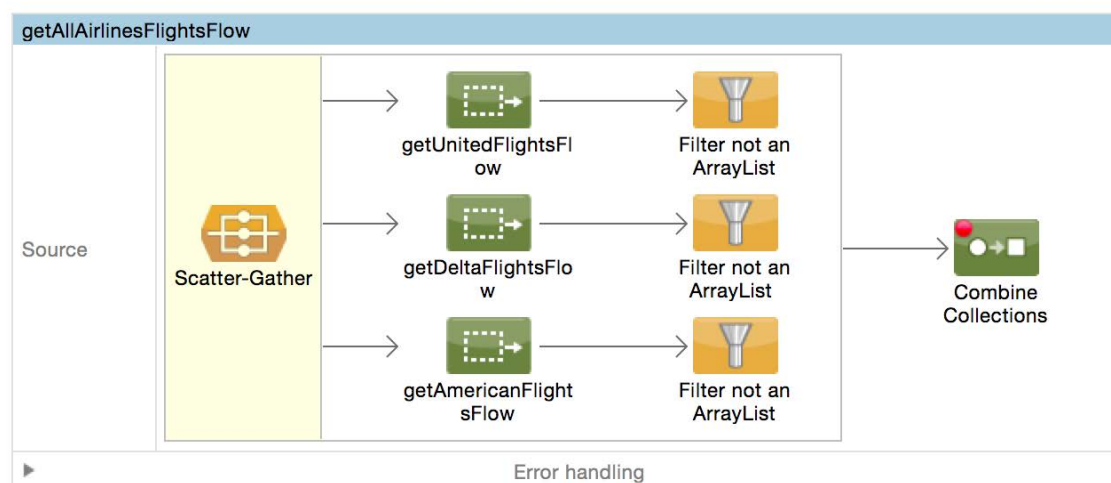 getAllAirlinesFlightsFlow
getUnitedFlightsFl
ow
Filter not an
ArrayList
Source
Scatter-Gather
getDeltaFlightsFlo
w
Filter not an
ArrayList
Combine
Collections
getAmericanFlight
sFlow
Filter not an
ArrayList
Error handling